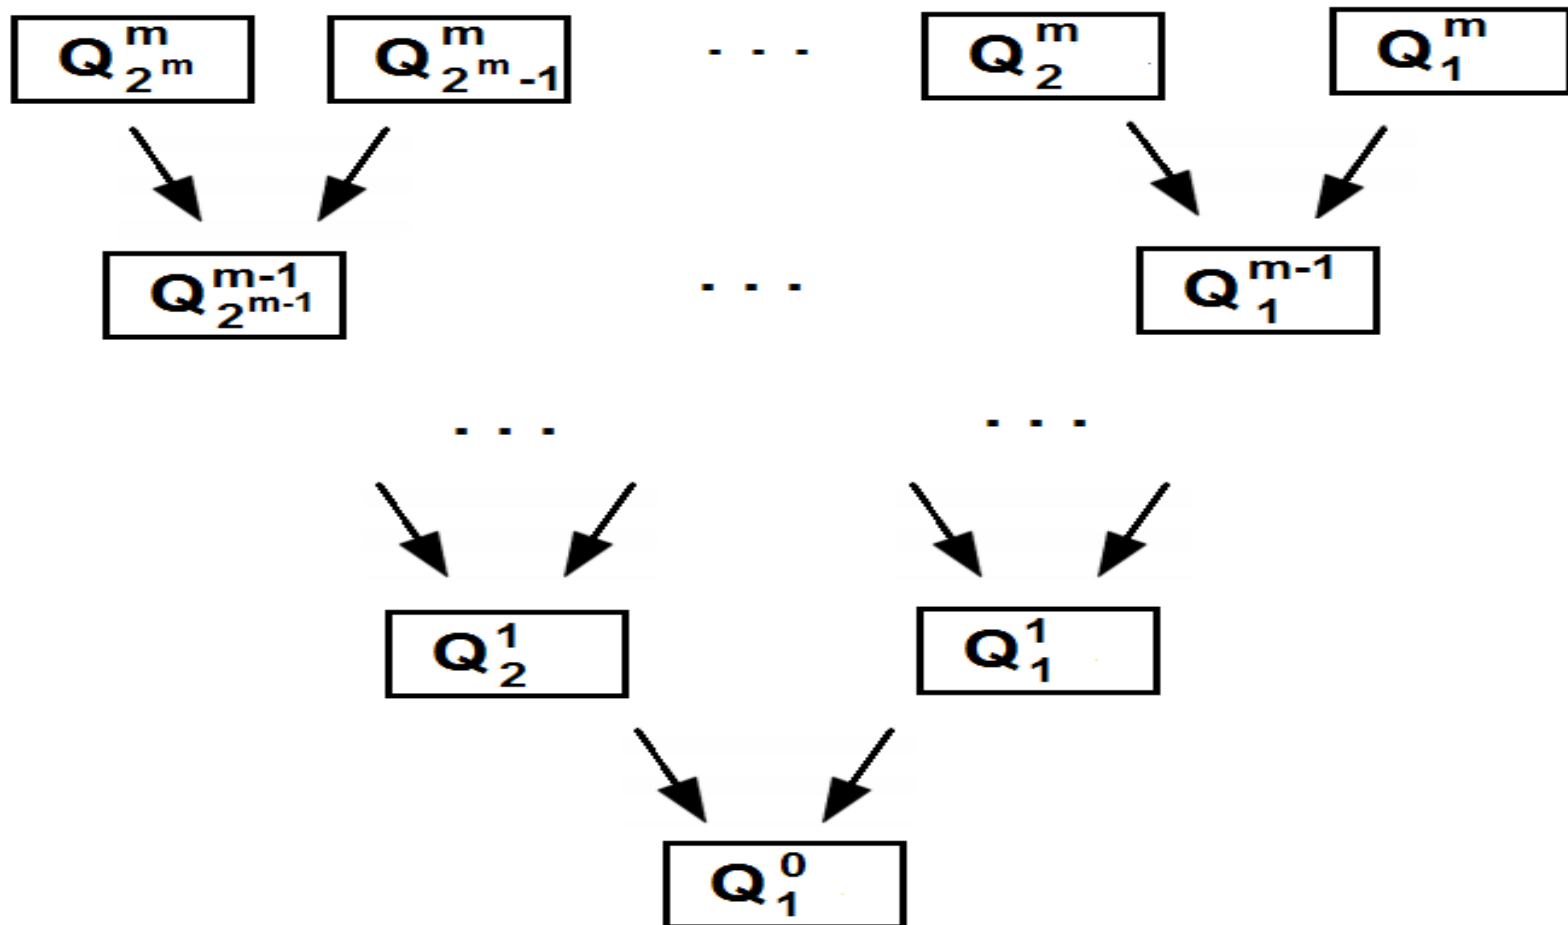 Q^m_{2^m} Q^m_{2^m-1} - - - Q^m_2 Q^m_1
Q^{m-1}_{2^{m-1}} - - - Q^{m-1}_1
- - - - - -
Q^1_2 Q^1_1
Q^0_1